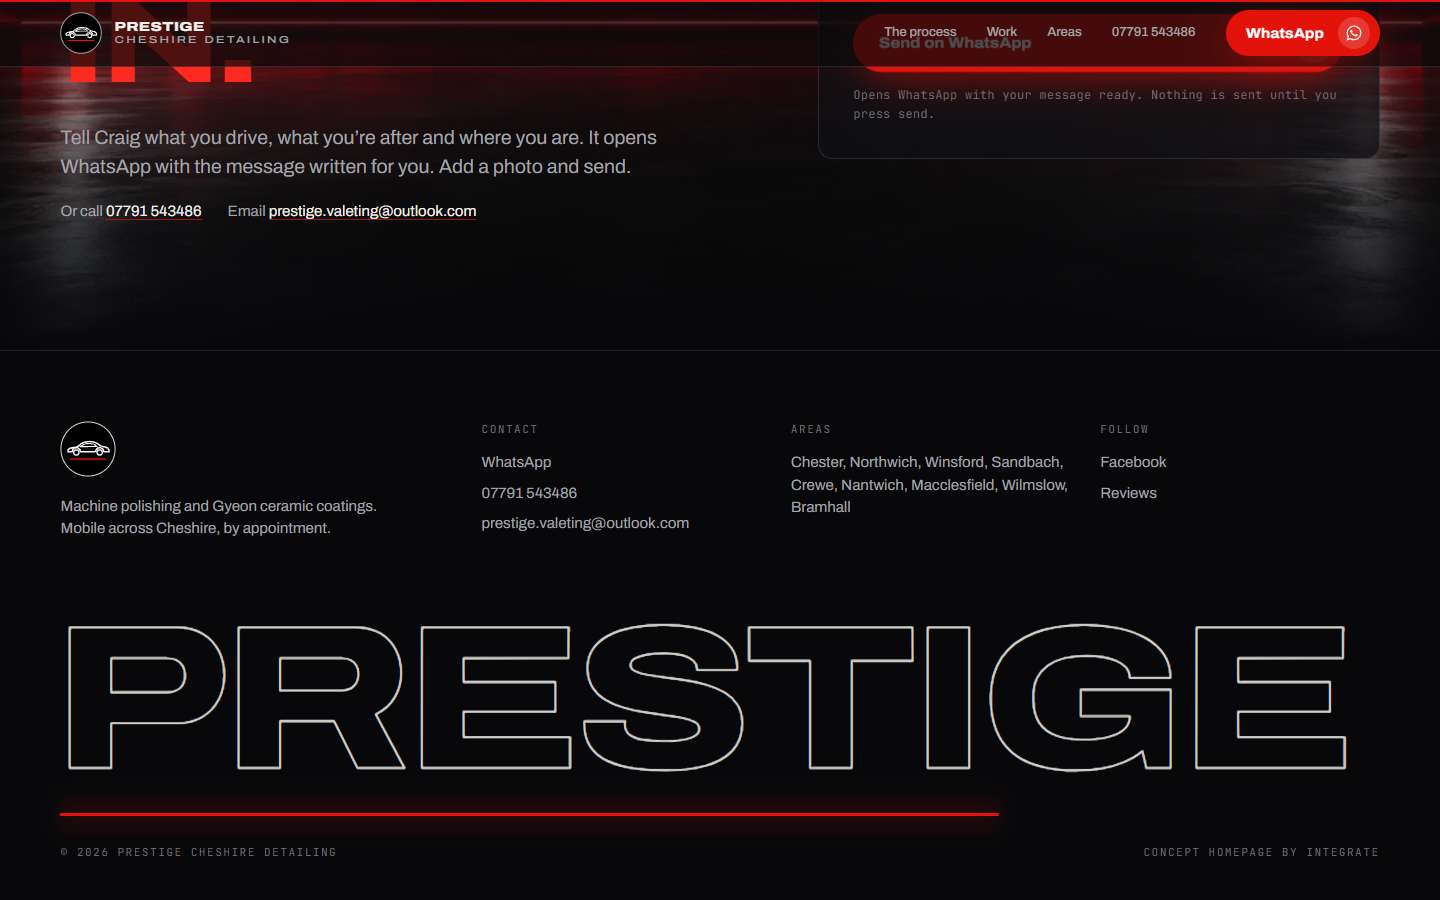 PRESTIGE
CHESHIRE DETAILING
The process
Work
Areas
07791 543486
WhatsApp
IN.
Send on WhatsApp
Opens WhatsApp with your message ready. Nothing is sent until you
press send.
Tell Craig what you drive, what you’re after and where you are. It opens
WhatsApp with the message written for you. Add a photo and send.
Or call 07791 543486 Email prestige.valeting@outlook.com
Machine polishing and Gyeon ceramic coatings.
Mobile across Cheshire, by appointment.
CONTACT
WhatsApp
07791 543486
prestige.valeting@outlook.com
AREAS
Chester, Northwich, Winsford, Sandbach,
Crewe, Nantwich, Macclesfield, Wilmslow,
Bramhall
FOLLOW
Facebook
Reviews
PRESTIGE
© 2026 PRESTIGE CHESHIRE DETAILING
CONCEPT HOMEPAGE BY INTEGRATE